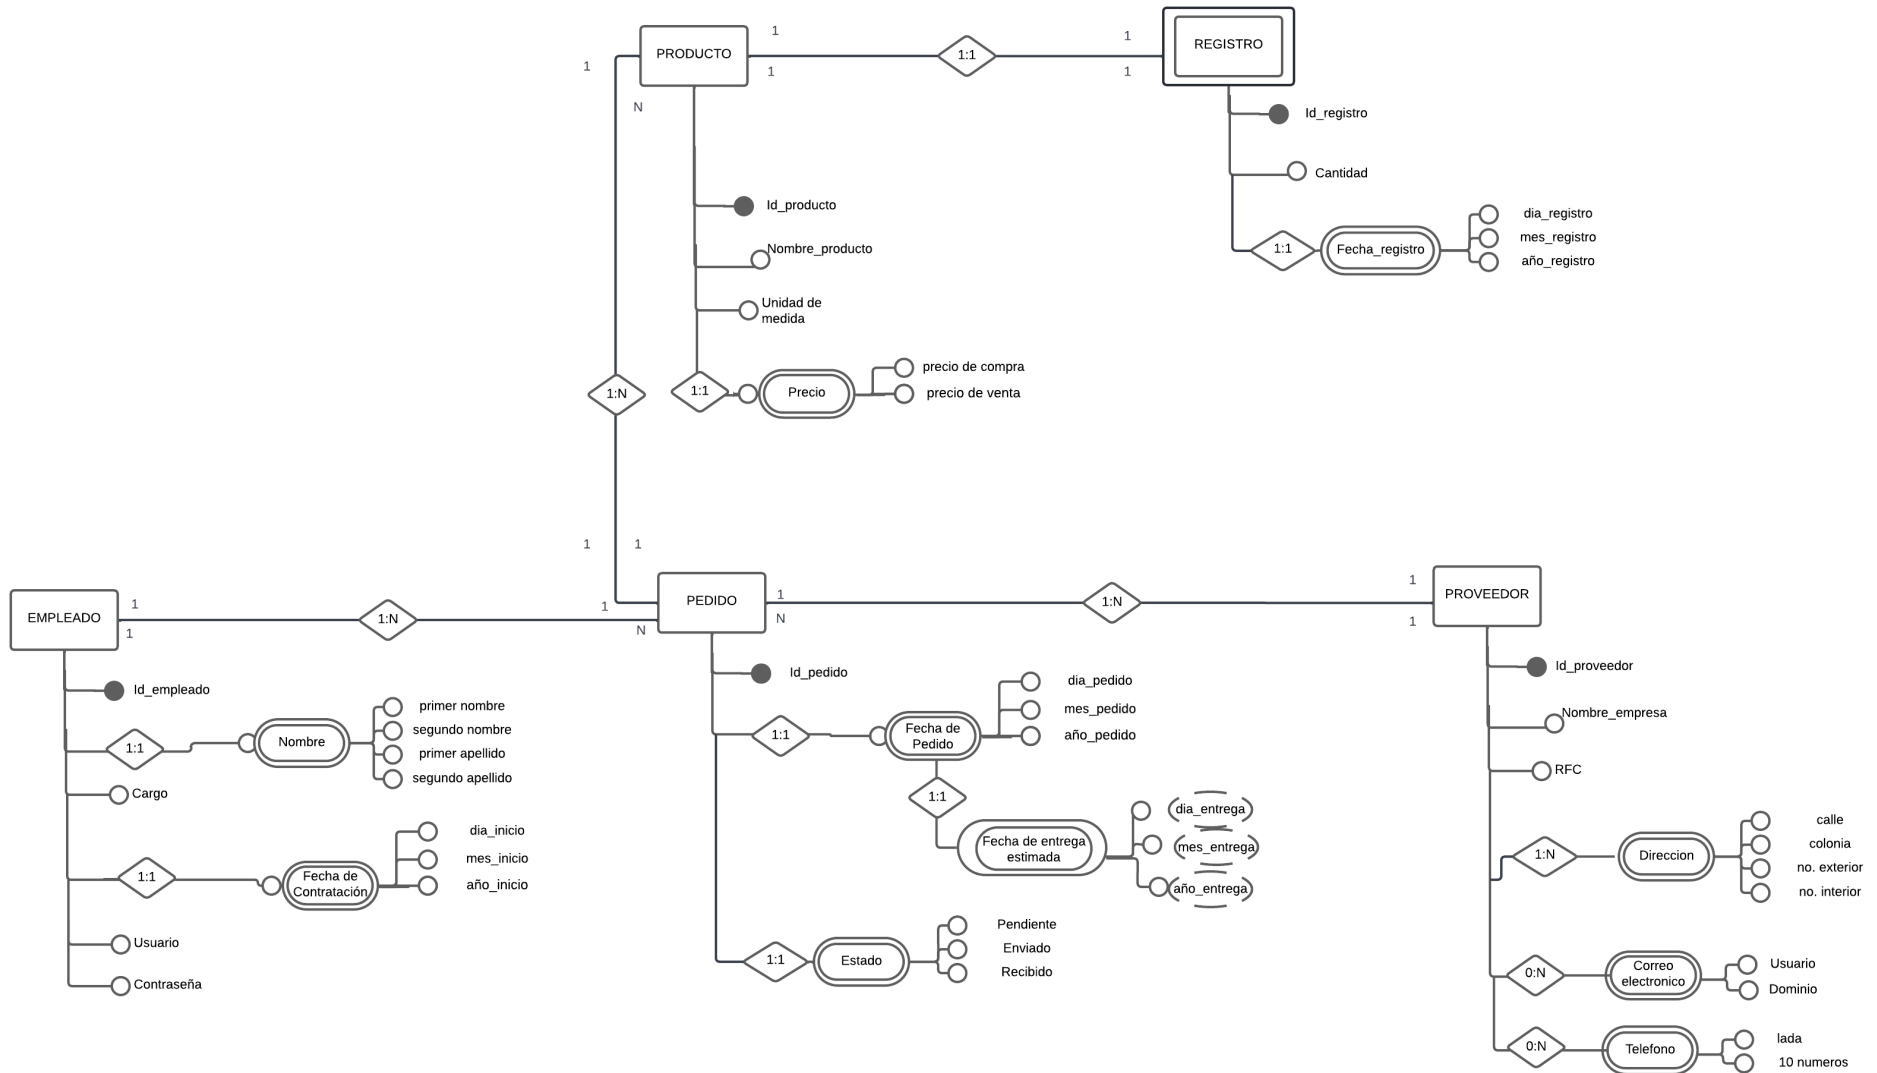 1
1
REGISTRO
PRODUCTO
1:1
1
1
1
N
Id_registro
Cantidad
Id_producto
dia_registro
mes_registro
año_registro
1:1
Fecha_registro
Nombre_producto
Unidad de
medida
precio de compra
precio de venta
1:N
1:1
Precio
1
1
1
1
1
1
1
N
EMPLEADO
1:N
PEDIDO
1
N
1:N
1
1
PROVEEDOR
Id_empleado
primer nombre
segundo nombre
primer apellido
segundo apellido
1:1
Nombre
Cargo
dia_inicio
mes_inicio
año_inicio
1:1
Fecha de
Contratación
Usuario
Contraseña
Id_pedido
dia_pedido
mes_pedido
año_pedido
1:1
Fecha de
Pedido
1:1
Fecha de entrega
estimada
dia_entrega
mes_entrega
año_entrega
1:1
Estado
Pendiente
Enviado
Recibido
Id_proveedor
Nombre_empresa
RFC
1:N
Direccion
calle
colonia
no. exterior
no. interior
0:N
Correo
electronico
Usuario
Dominio
0:N
Telefono
lada
10 numeros